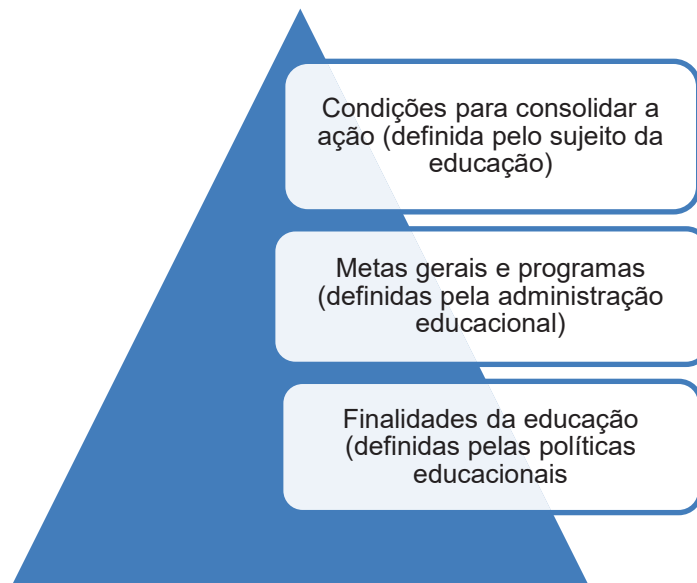 Condições para consolidar a
ação (definida pelo sujeito da
educação)
Metas gerais e programas
(definidas pela administração
educacional)
Finalidades da educação
(definidas pelas políticas
educacionais